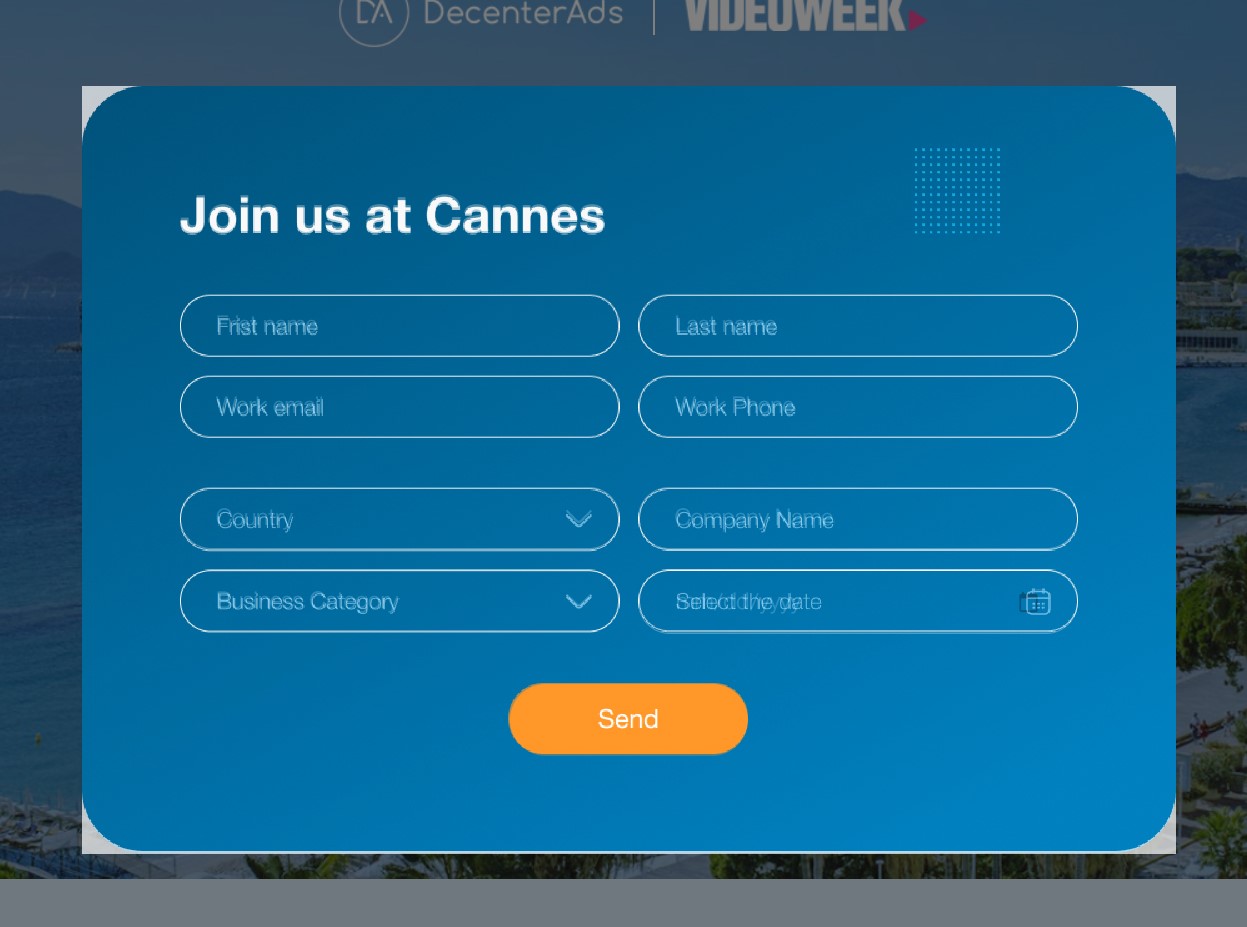 DA DecenterAds VIDEOWEEK
Join us at Cannes
Frist name Last name
Work email Work Phone
Country Company Name
Business Category Select the date
Send